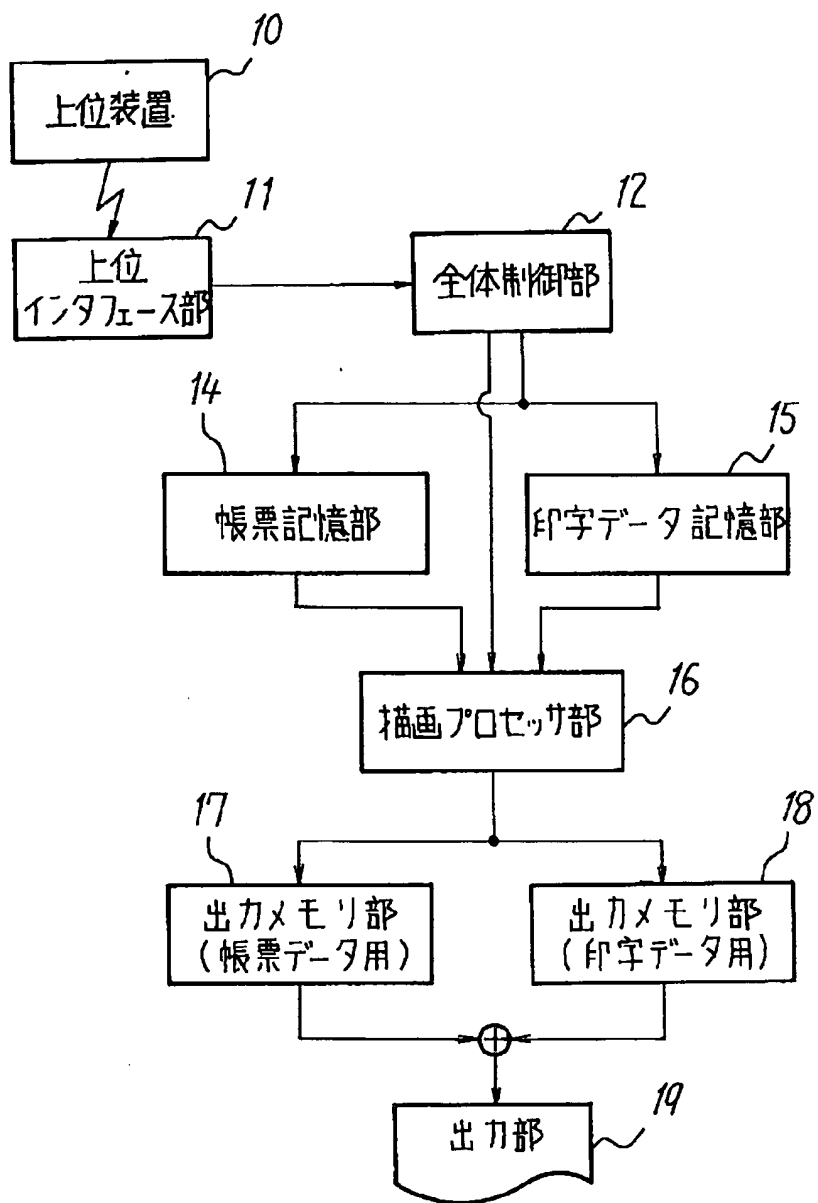 10
上位装置
11
上位
インタフェース部
12
全体制御部
14
帳票記憶部
15
印字データ記憶部
描画プロセッサ部
16
17
出力メモリ部
(帳票データ用)
18
出力メモリ部
(印字データ用)
出力部
19